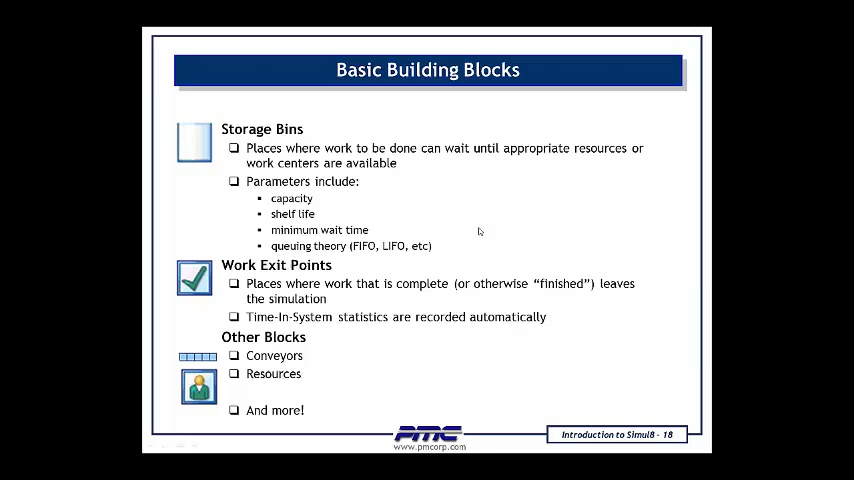 Basic Building Blocks
Storage Bins
❑ Places where work to be done can wait until appropriate resources or
work centers are available
❑ Parameters include:
▪ capacity
▪ shelf life
▪ minimum wait time
▪ queuing theory (FIFO, LIFO, etc)
Work Exit Points
❑ Places where work that is complete (or otherwise “finished”) leaves
the simulation
❑ Time-In-System statistics are recorded automatically
Other Blocks
❑ Conveyors
❑ Resources
❑ And more!
PMC
www.pmcorp.com
Introduction to Simul8 - 18